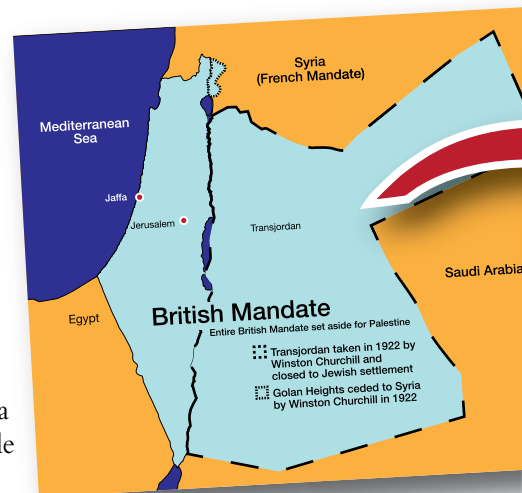 Syria
(French Mandate)
Mediterranean
Sea
Jaffa
Jerusalem
Transjordan
Saudi Arabia
Egypt
British Mandate
Entire British Mandate set aside for Palestine
Transjordan taken in 1922 by
Winston Churchill and
closed to Jewish settlement
Golan Heights ceded to Syria
by Winston Churchill in 1922
a
le